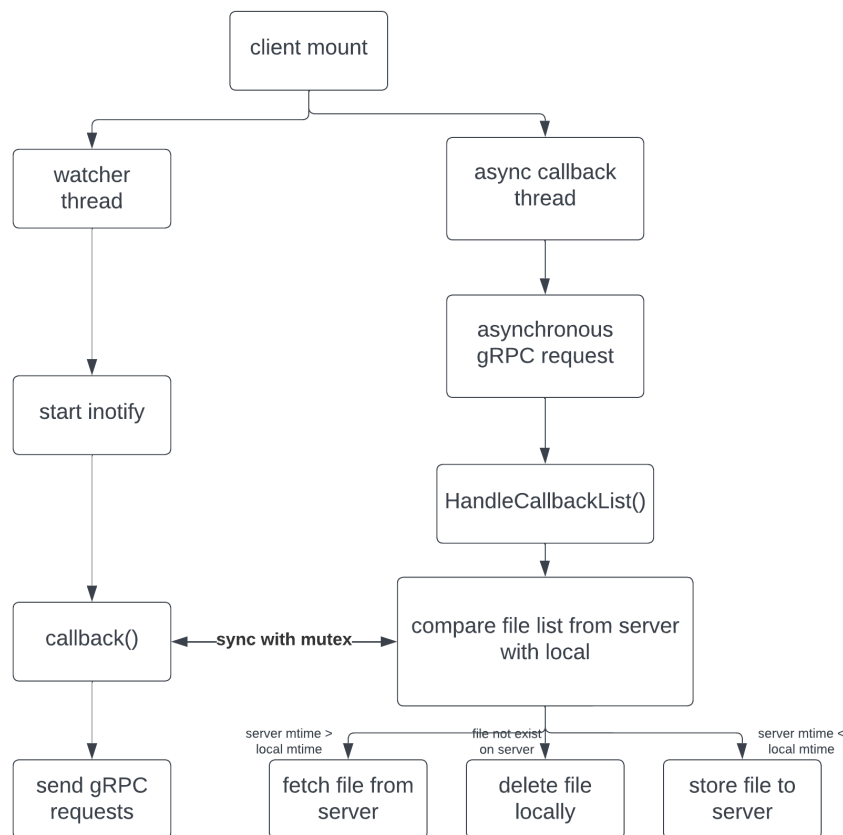 client mount
watcher
thread
async callback
thread
asynchronous
gRPC request
start inotify
HandleCallbackList()
callback()
sync with mutex
compare file list from server
with local
server mtime >
local mtime
file not exist
on server
server mtime <
local mtime
send gRPC
requests
fetch file from
server
delete file
locally
store file to
server